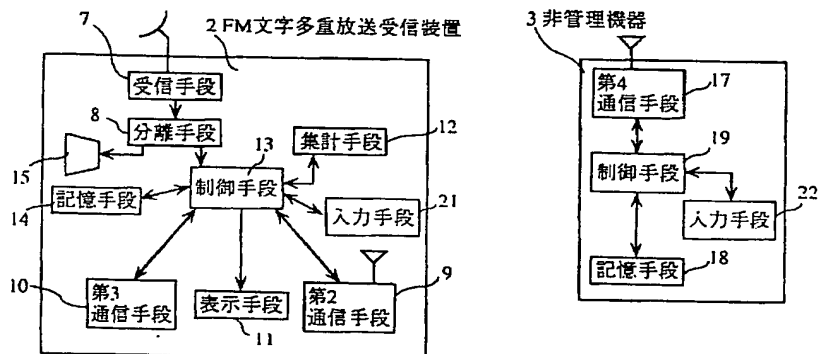 2 FM文字多重放送受信装置
7
受信手段
8
分離手段
15
13
制御手段
集計手段
12
14
記憶手段
入力手段
21
10
第3
通信手段
表示手段
11
第2
通信手段
9
3 非管理機器
第4
通信手段
17
19
制御手段
入力手段
22
記憶手段
18